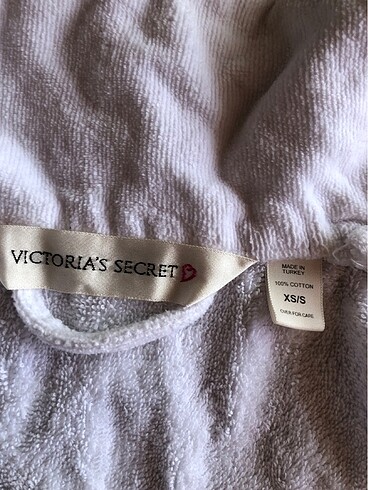 VICTORIA'S SECRET
MADE IN
TURKEY
100% COTTON
XS/S
OVER FOR CARE